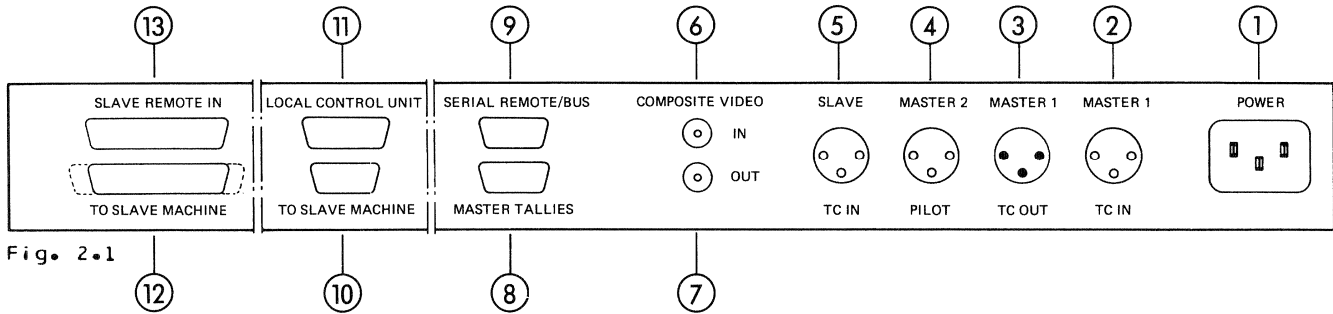 13 11 9 6 5 4 3 2 1
SLAVE REMOTE IN LOCAL CONTROL UNIT SERIAL REMOTE/BUS COMPOSITE VIDEO SLAVE MASTER 2 MASTER 1 MASTER 1 POWER
IN
OUT
TO SLAVE MACHINE TO SLAVE MACHINE MASTER TALLIES TC IN PILOT TC OUT TC IN
Fig. 2.1
12 10 8 7